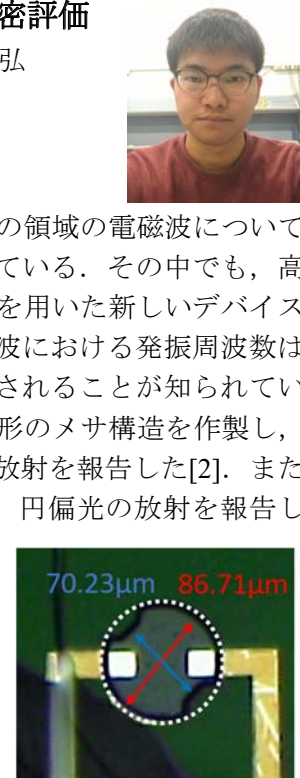 密評価
弘
の領域の電磁波について
ている．その中でも，高
を用いた新しいデバイス
波における発振周波数は
されることが知られてい
形のメサ構造を作製し，
放射を報告した[2]．また
円偏光の放射を報告し
70.23μm 86.71μm